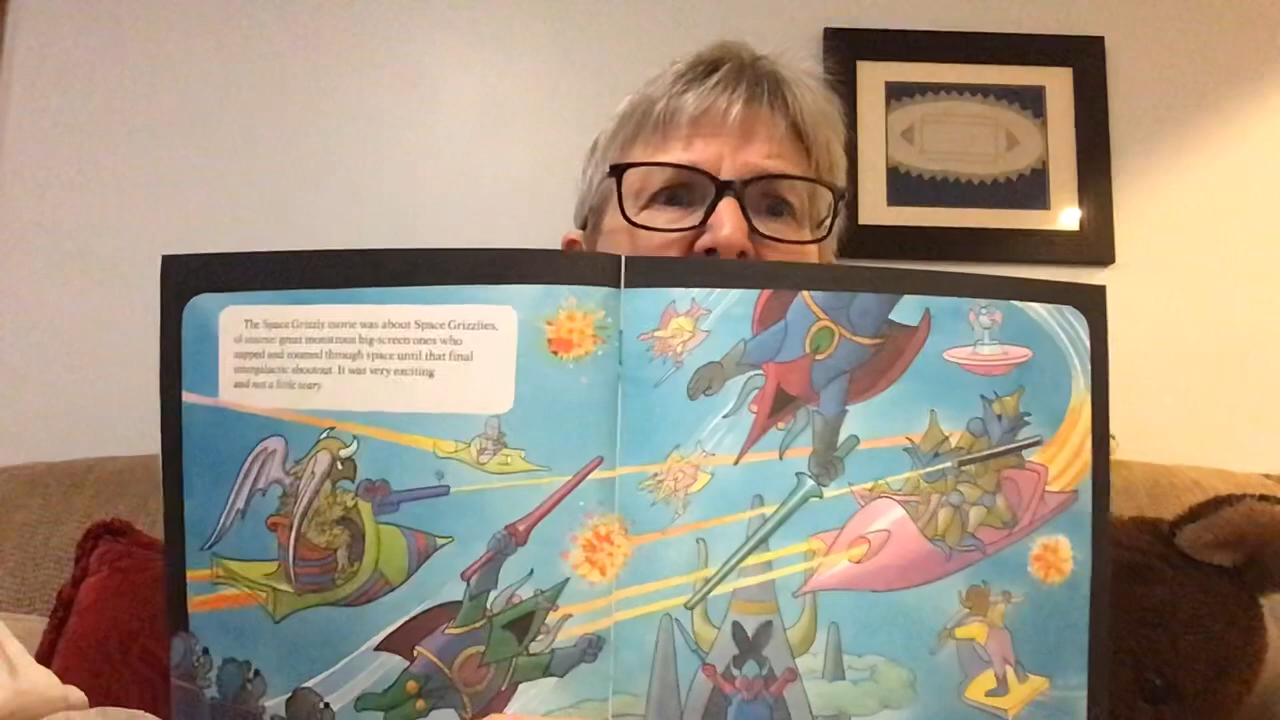 The Space Grizzly movie was about Space Grizzlies,
of course: great monstrous big-screen ones who
zapped and zoomed through space until that final
intergalactic shootout. It was very exciting
and not a little scary.